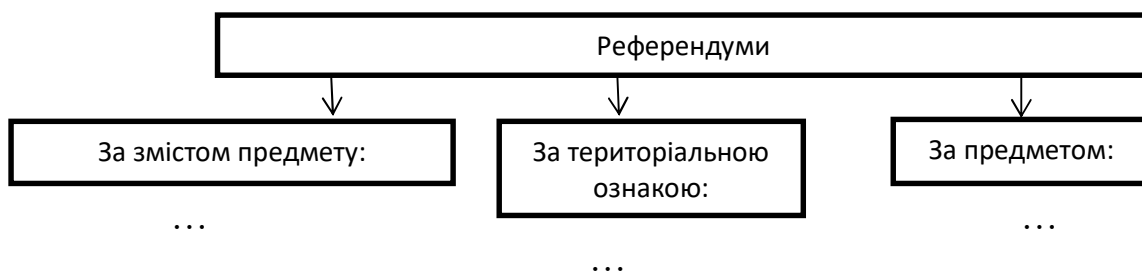 Референдуми
За змістом предмету:
За територіальною
ознакою:
За предметом:
...
...
...